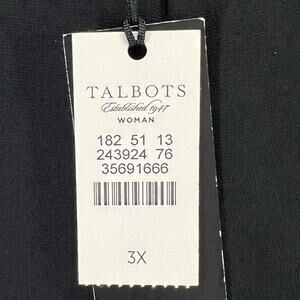 TALBOTS
Established 1947
WOMAN
182 51 13
243924 76
35691666
3X